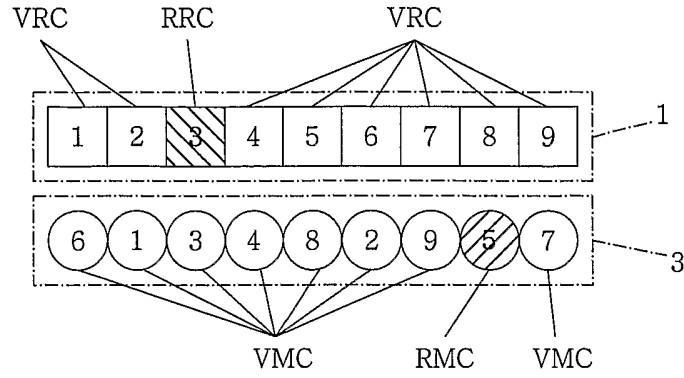 VRC RRC VRC
1 2 3 4 5 6 7 8 9 1
6 1 3 4 8 2 9 5 7 3
VMC RMC VMC